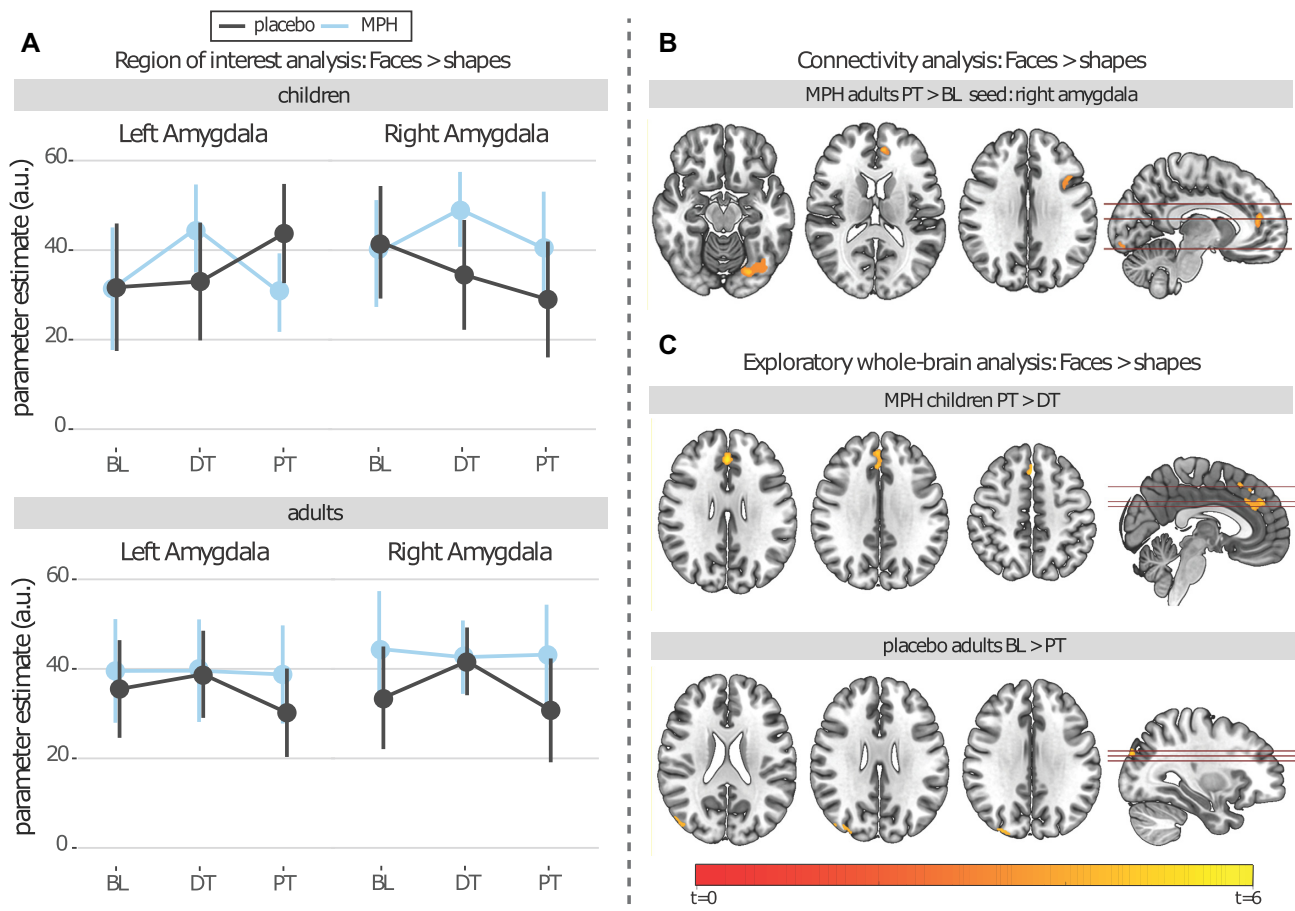 placebo MPH
A
Region of interest analysis: Faces > shapes
children
Left Amygdala Right Amygdala
parameter estimate (a.u.)
60
40
20
0
BL DT PT BL DT PT
adults
Left Amygdala Right Amygdala
parameter estimate (a.u.)
60
40
20
0
BL DT PT BL DT PT
B
Connectivity analysis: Faces > shapes
MPH adults PT > BL seed: right amygdala
C
Exploratory whole-brain analysis: Faces > shapes
MPH children PT > DT
placebo adults BL > PT
t=0 t=6